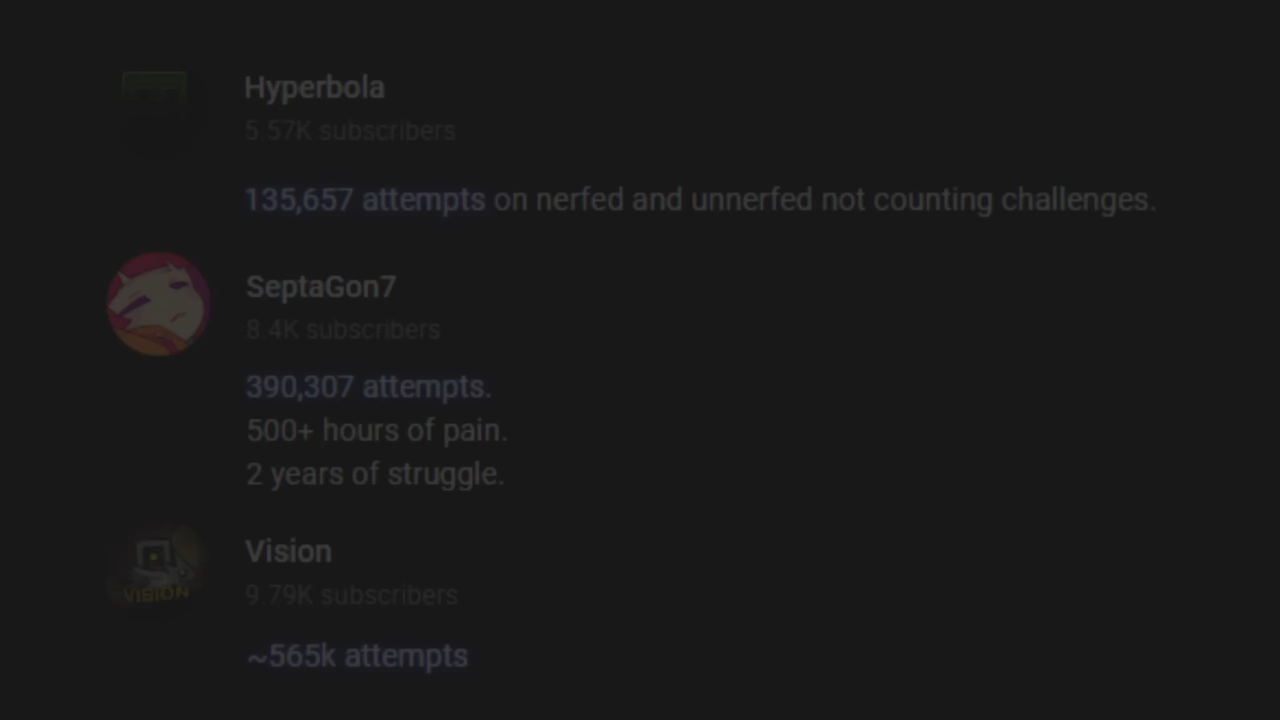 Hyperbola
5.57K subscribers
135,657 attempts on nerfed and unnerfed not counting challenges.
SeptaGon7
8.4K subscribers
390,307 attempts.
500+ hours of pain.
2 years of struggle.
VISION
Vision
9.79K subscribers
~565k attempts